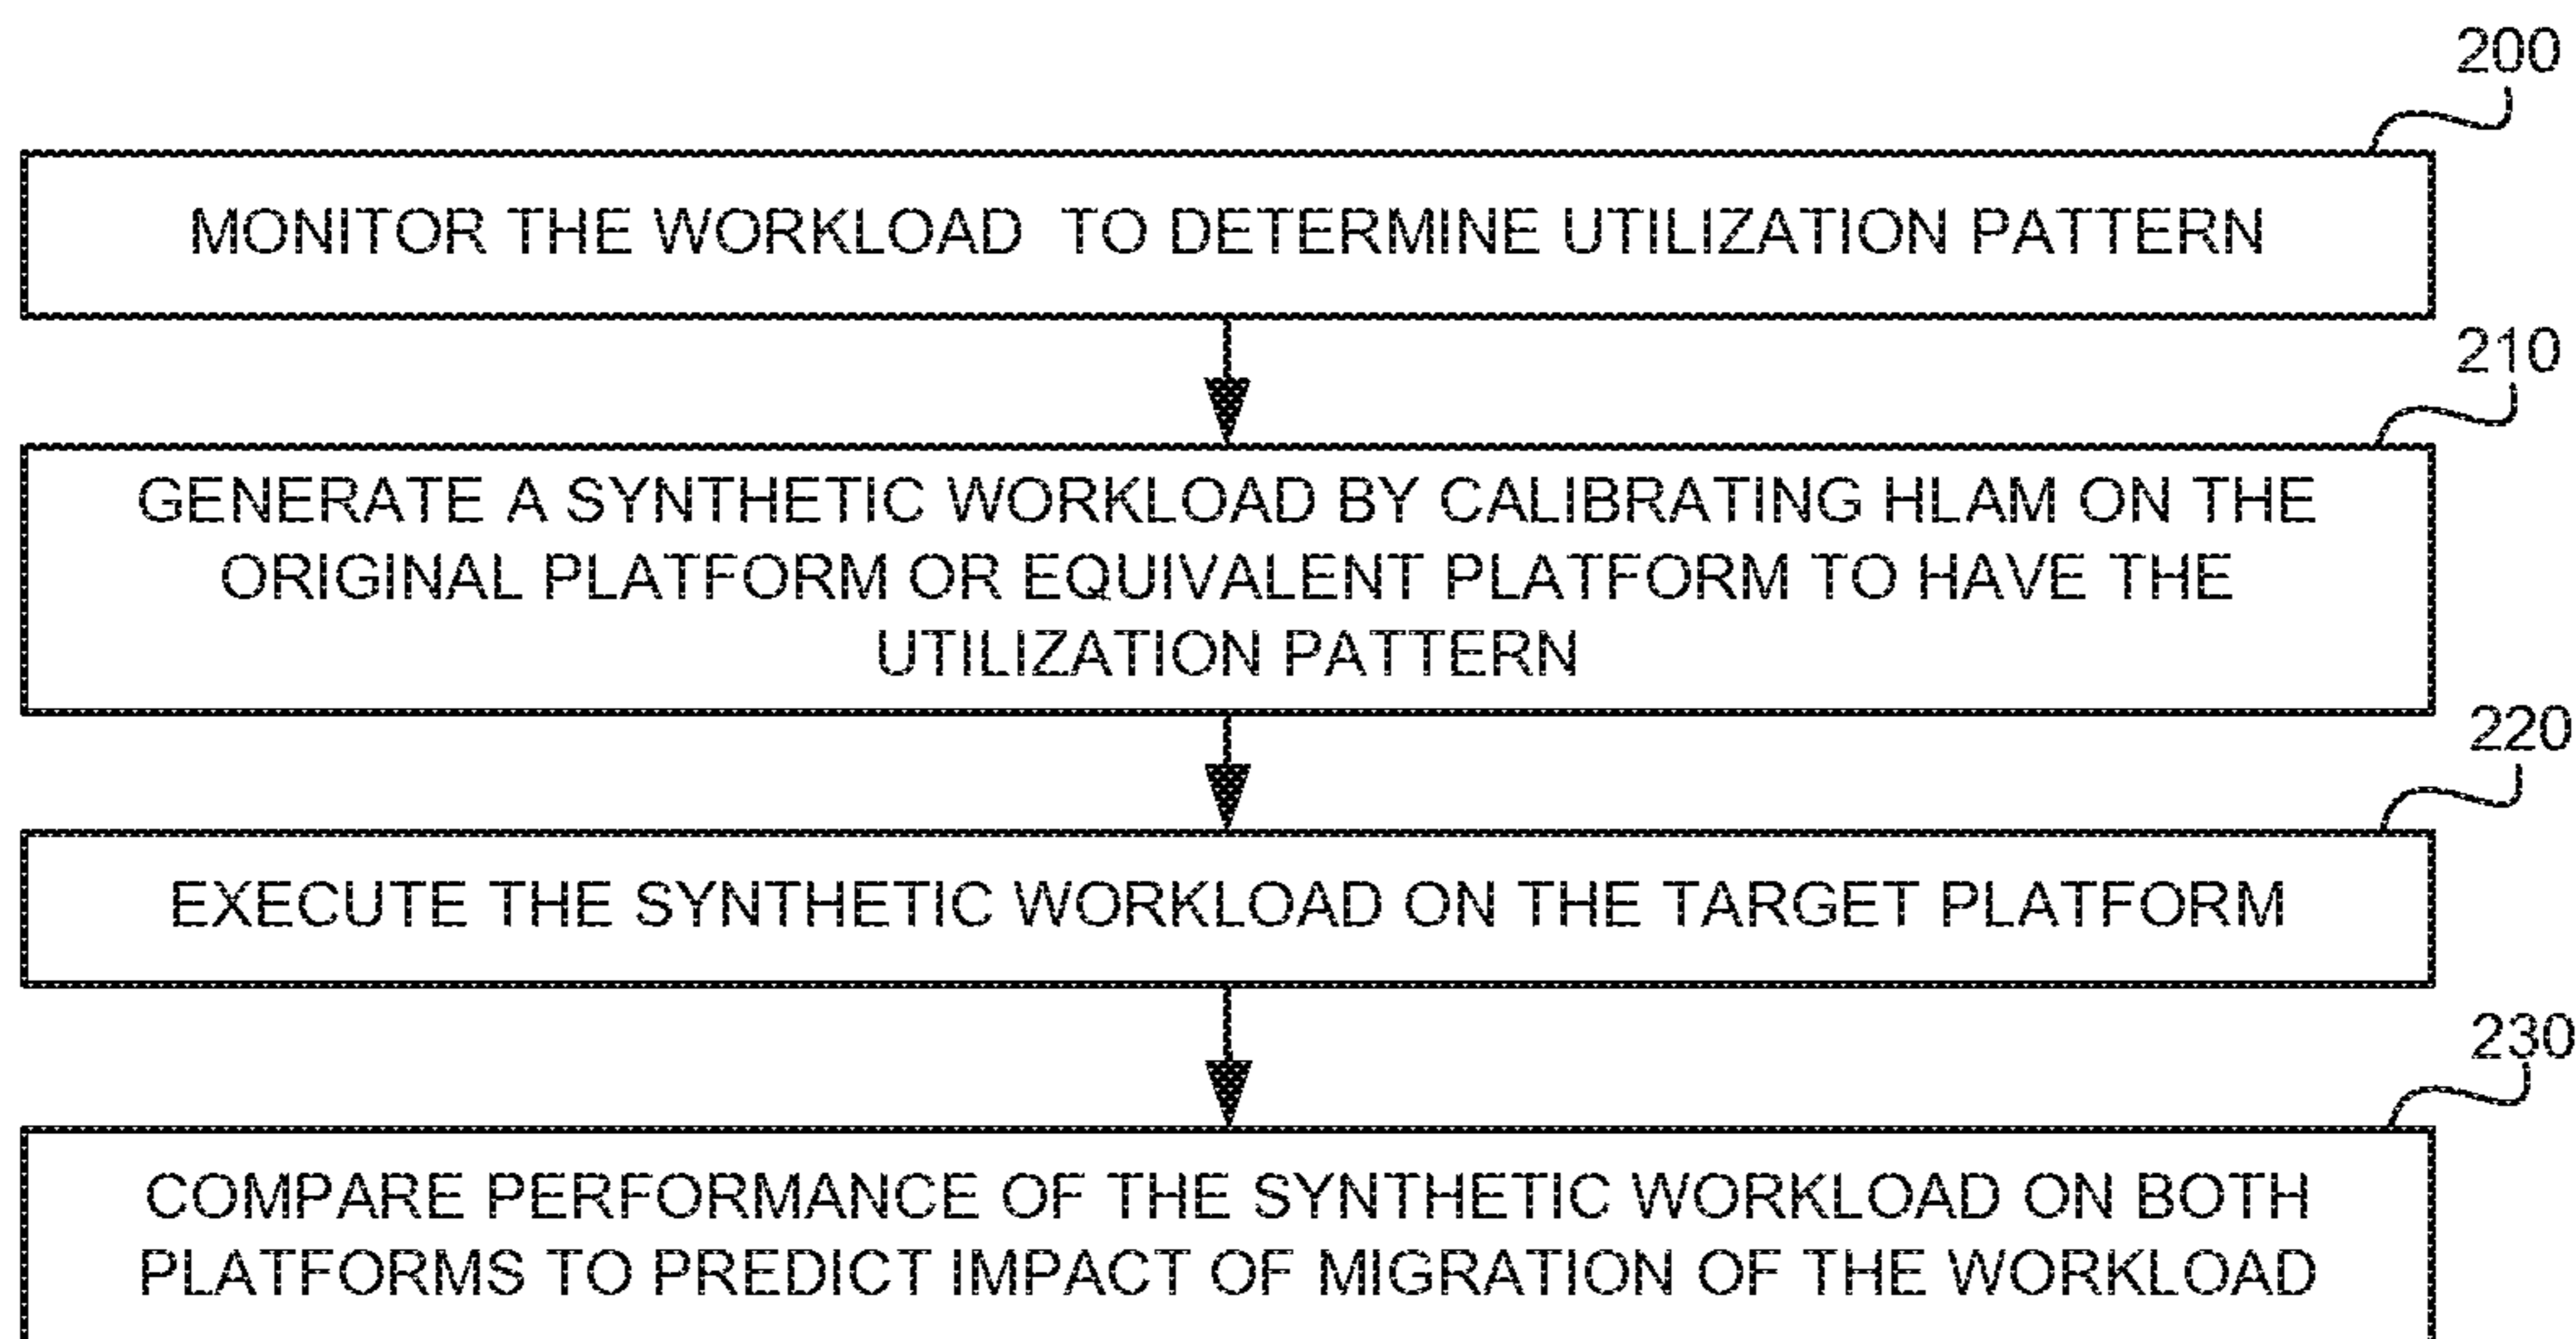 200
MONITOR THE WORKLOAD TO DETERMINE UTILIZATION PATTERN
210
GENERATE A SYNTHETIC WORKLOAD BY CALIBRATING HLAM ON THE
ORIGINAL PLATFORM OR EQUIVALENT PLATFORM TO HAVE THE
UTILIZATION PATTERN
220
EXECUTE THE SYNTHETIC WORKLOAD ON THE TARGET PLATFORM
230
COMPARE PERFORMANCE OF THE SYNTHETIC WORKLOAD ON BOTH
PLATFORMS TO PREDICT IMPACT OF MIGRATION OF THE WORKLOAD